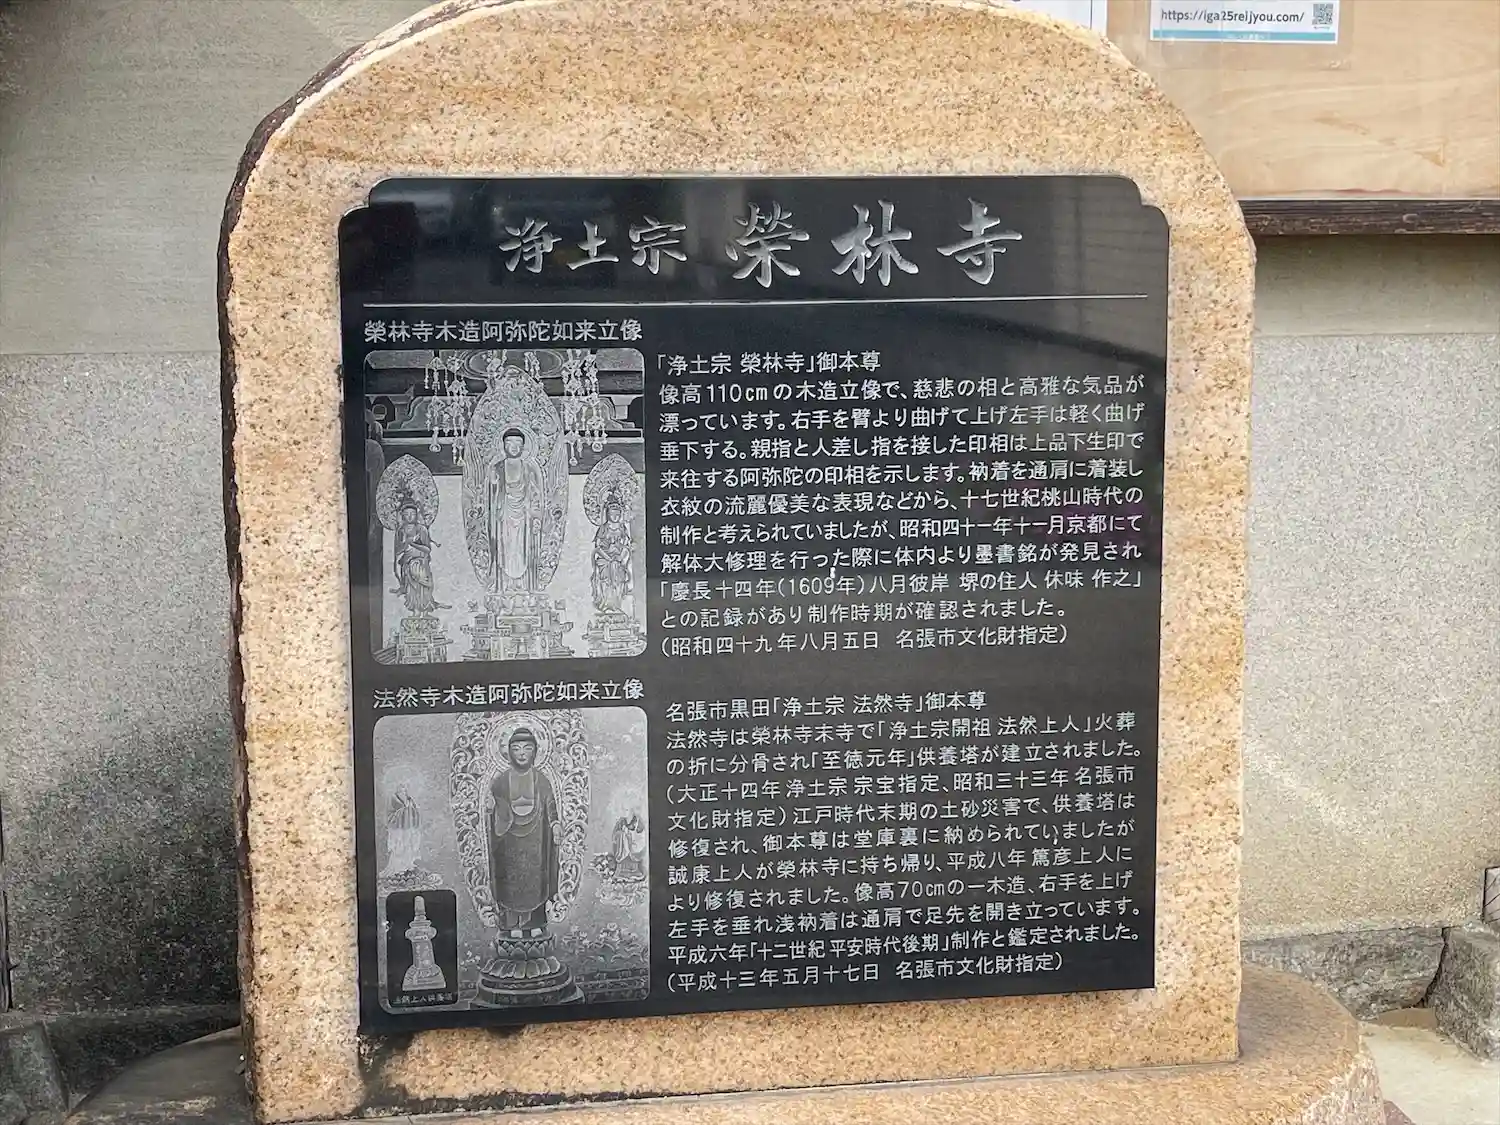 https://iga25reijyou.com/
浄土宗 榮林寺
榮林寺木造阿弥陀如来立像
「浄土宗 榮林寺」御本尊
像高110cmの木造立像で、慈悲の相と高雅な気品が
漂っています。右手を臂より曲げて上げ左手は軽く曲げ
垂下する。親指と人差し指を接した印相は上品下生印で
来往する阿弥陀の印相を示します。衲着を通肩に着装し
衣紋の流麗優美な表現などから、十七世紀桃山時代の
制作と考えられていましたが、昭和四十一年十一月京都にて
解体大修理を行った際に体内より墨書銘が発見され
「慶長十四年(1609年)八月彼岸 堺の住人 休味 作之」
との記録があり制作時期が確認されました。
(昭和四十九年八月五日 名張市文化財指定)
法然寺木造阿弥陀如来立像
名張市黒田「浄土宗 法然寺」御本尊
法然寺は榮林寺末寺で「浄土宗開祖 法然上人」火葬
の折に分骨され「至徳元年」供養塔が建立されました。
(大正十四年 浄土宗 宗宝指定、昭和三十三年 名張市
文化財指定) 江戸時代末期の土砂災害で、供養塔は
修復され、御本尊は堂庫裏に納められていましたが
誠康上人が榮林寺に持ち帰り、平成八年 篤彦上人に
より修復されました。像高70cmの一木造、右手を上げ
左手を垂れ浅衲着は通肩で足先を開き立っています。
平成六年「十二世紀 平安時代後期」制作と鑑定されました。
(平成十三年五月十七日 名張市文化財指定)
法然上人供養塔